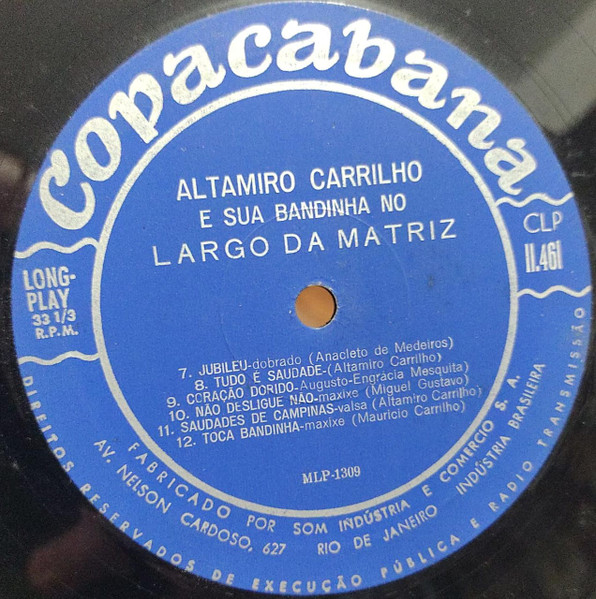 Copacabana
ALTAMIRO CARRILHO
E SUA BANDINHA NO
LARGO DA MATRIZ
LONG-
PLAY
33 1/3
R.P.M.
CLP
11.461
7. JUBILEU-dobrado (Anacleto de Medeiros)
8. TUDO É SAUDADE-(Altamiro Carrilho)
9. CORAÇÃO DORIDO-Augusto-Engrácia Mesquita)
10. NÃO DESLIGUE NÃO-maxixe (Miguel Gustavo)
11. SAUDADES DE CAMPINAS-valsa (Altamiro Carrilho)
12. TOCA BANDINHA-maxixe (Mauricio Carrilho)
MLP-1309
FABRICADO POR SOM INDÚSTRIA E COMERCIO S. A.
AV. NELSON CARDOSO, 627 RIO DE JANEIRO INDÚSTRIA BRASILEIRA
DIREITOS RESERVADOS DE EXECUÇÃO PÚBLICA E RADIO TRANSMISSÃO